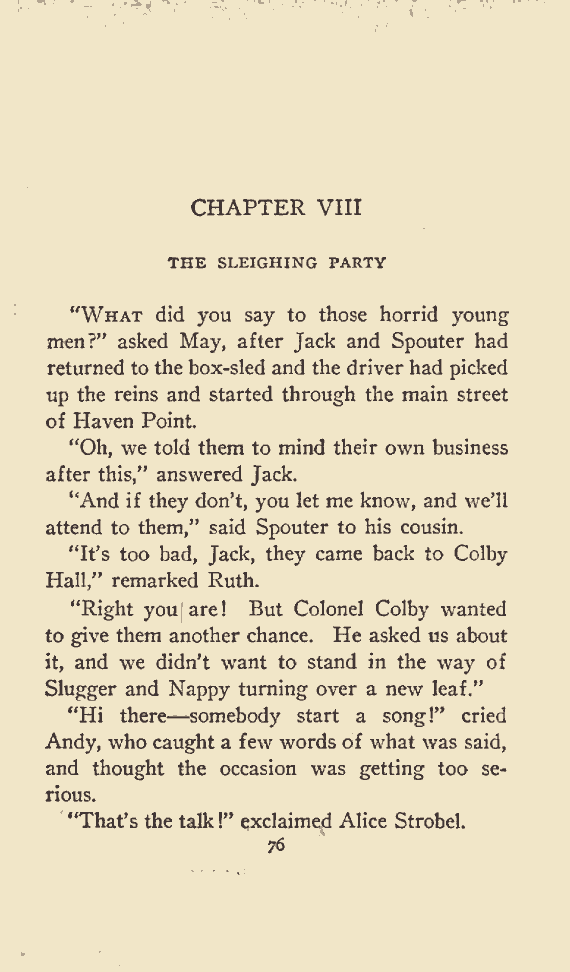 CHAPTER VIII
THE SLEIGHING PARTY
“WHAT did you say to those horrid young
men?” asked May, after Jack and Spouter had
returned to the box-sled and the driver had picked
up the reins and started through the main street
of Haven Point.
“Oh, we told them to mind their own business
after this,” answered Jack.
“And if they don’t, you let me know, and we’ll
attend to them,” said Spouter to his cousin.
“It’s too bad, Jack, they came back to Colby
Hall,” remarked Ruth.
“Right you are! But Colonel Colby wanted
to give them another chance. He asked us about
it, and we didn’t want to stand in the way of
Slugger and Nappy turning over a new leaf.”
“Hi there—somebody start a song!” cried
Andy, who caught a few words of what was said,
and thought the occasion was getting too se-
rious.
“That’s the talk!” exclaimed Alice Strobel.
76